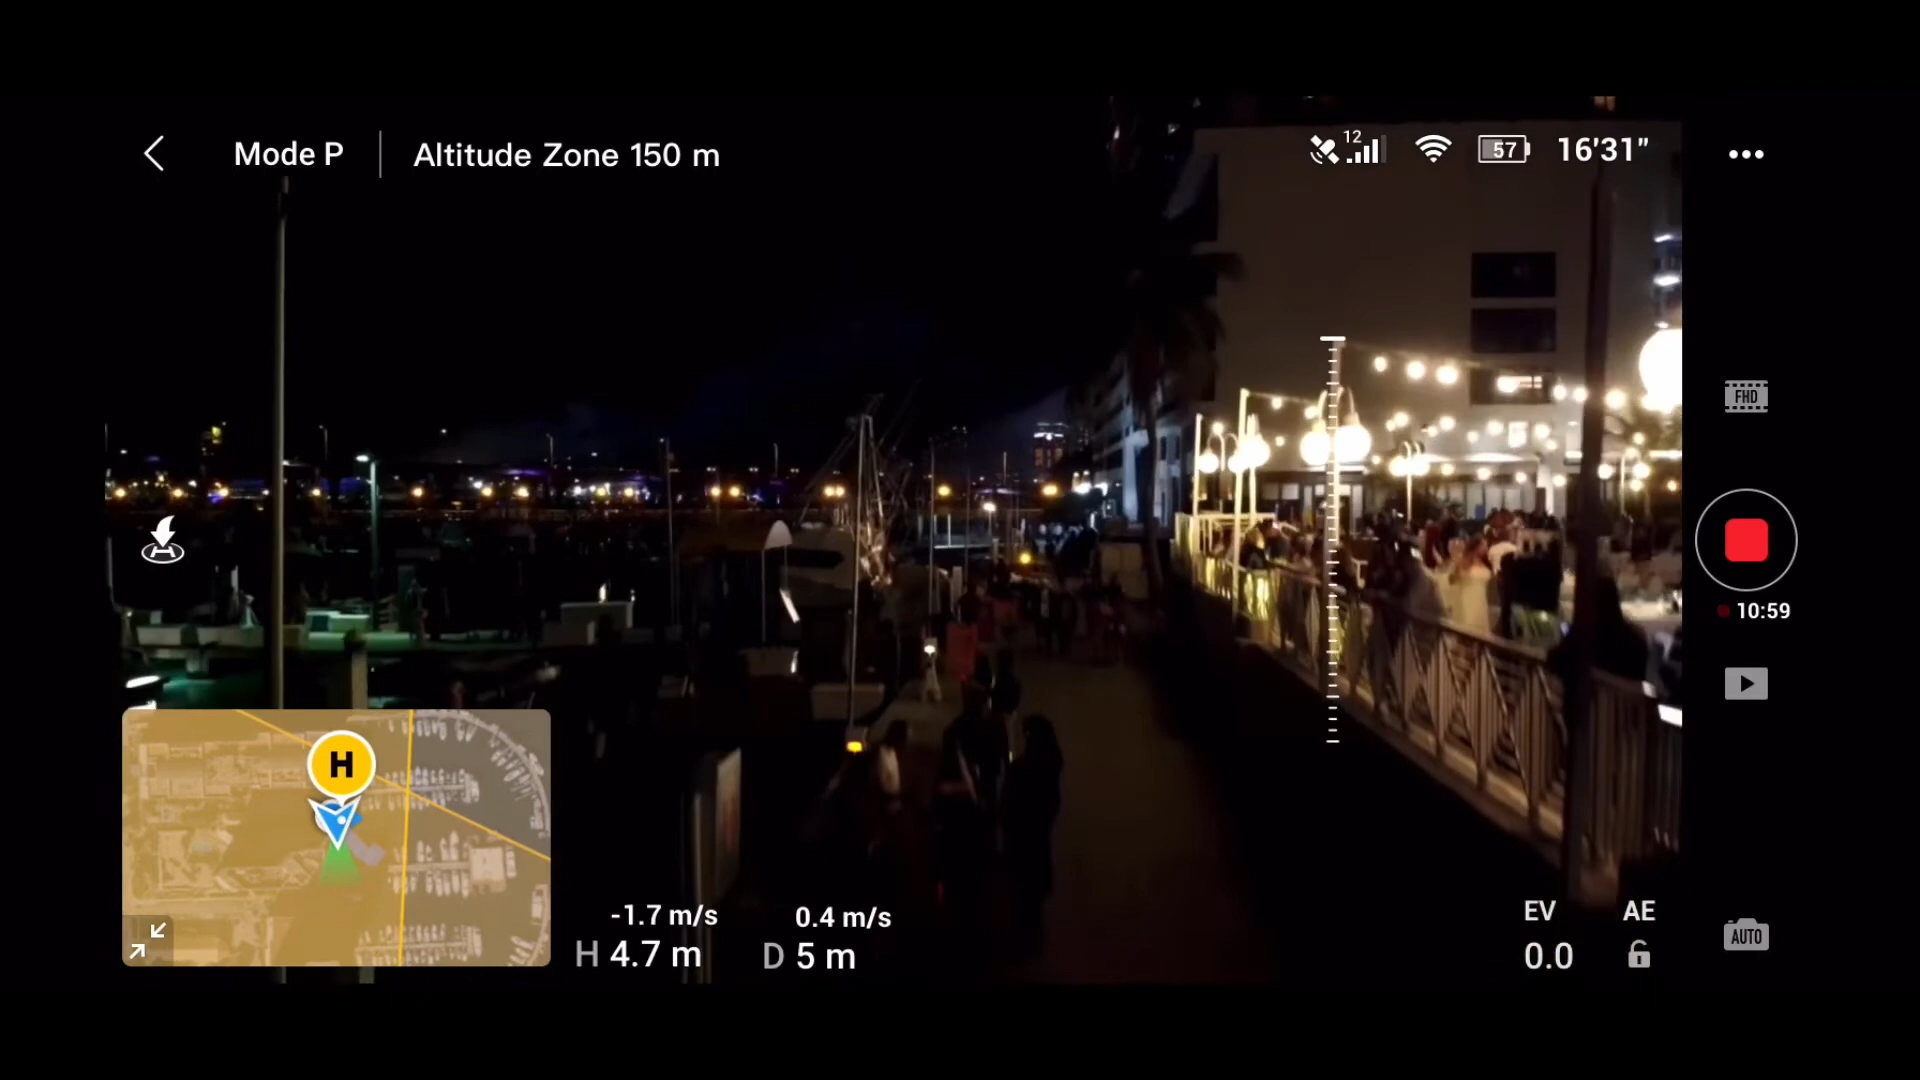 Mode P
Altitude Zone 150 m
12
57
16'31"
FHD
10:59
H
-1.7 m/s
0.4 m/s
H 4.7 m
D 5 m
EV
AE
0.0
AUTO